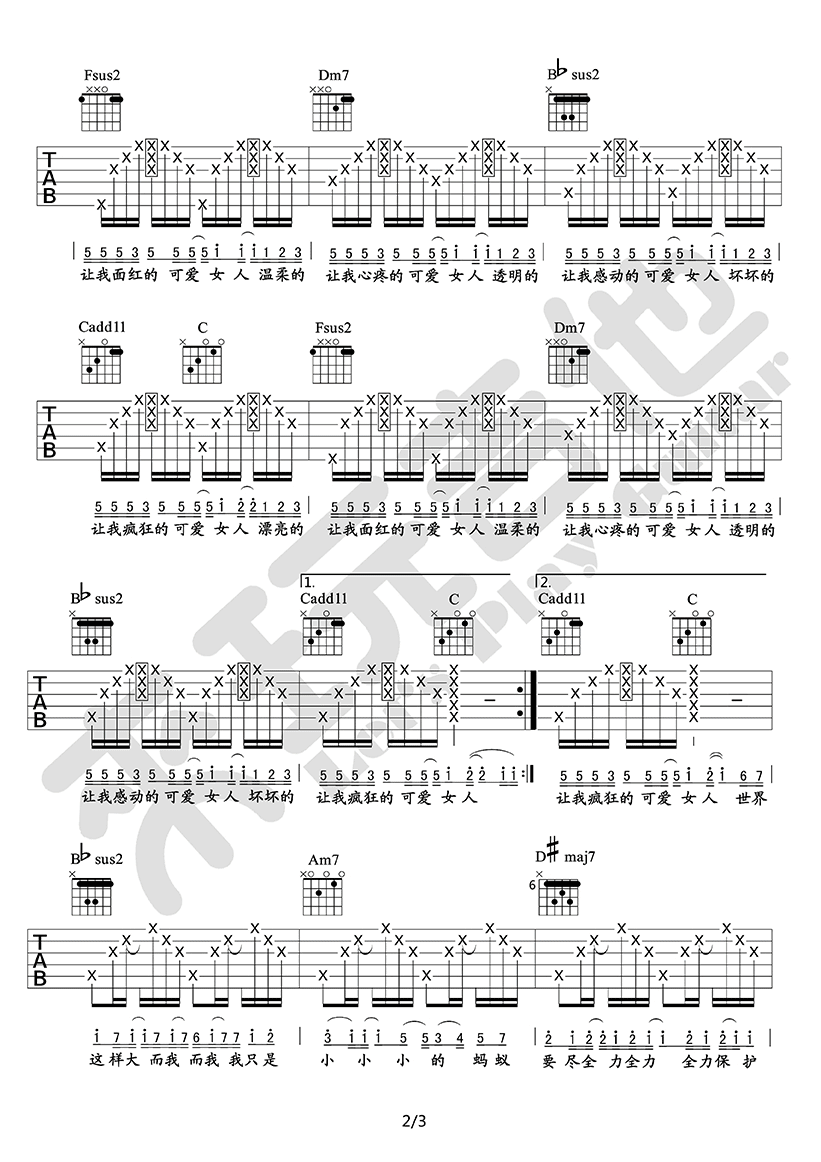 Fsus2 Dm7 B♭sus2
TAB
5 5 5 3 5 5 5 5 i i i 1 2 3 | 5 5 5 3 5 5 5 5 i i i 1 2 3 | 5 5 5 3 5 5 5 5 i i i 1 2 3
让我面红的 可爱 女人 温柔的 让我心疼的 可爱 女人 透明的 让我感动的 可爱 女人 坏坏的
Cadd11 C Fsus2 Dm7
TAB
5 5 5 3 5 5 5 5 i 2 2 1 2 3 | 5 5 5 3 5 5 5 5 i i i 1 2 3 | 5 5 5 3 5 5 5 5 i i i 1 2 3
让我疯狂的 可爱 女人 漂亮的 让我面红的 可爱 女人 温柔的 让我心疼的 可爱 女人 透明的
1. 2.
B♭sus2 Cadd11 C Cadd11 C
TAB
5 5 5 3 5 5 5 5 i i i 1 2 3 | 5 5 5 3 5 5 5 5 i 2 2 i i :|| 5 5 5 3 5 5 5 5 i 2 i 6 7
让我感动的 可爱 女人 坏坏的 让我疯狂的 可爱 女人 让我疯狂的 可爱 女人 世界
B♭sus2 Am7 D♯maj7
6
TAB
i 7 i 7 i 7 i 6 i 7 7 i 2 | 3 i i i 5 5 3 4 5 7 | 2 2 2 2 i 2 i 2 2 i i
这样大 而我 而我 我只是 小 小 小 的 蚂蚁 要尽全 力全力 全力保护
来玩吉他
Let's Play Guitar
2/3